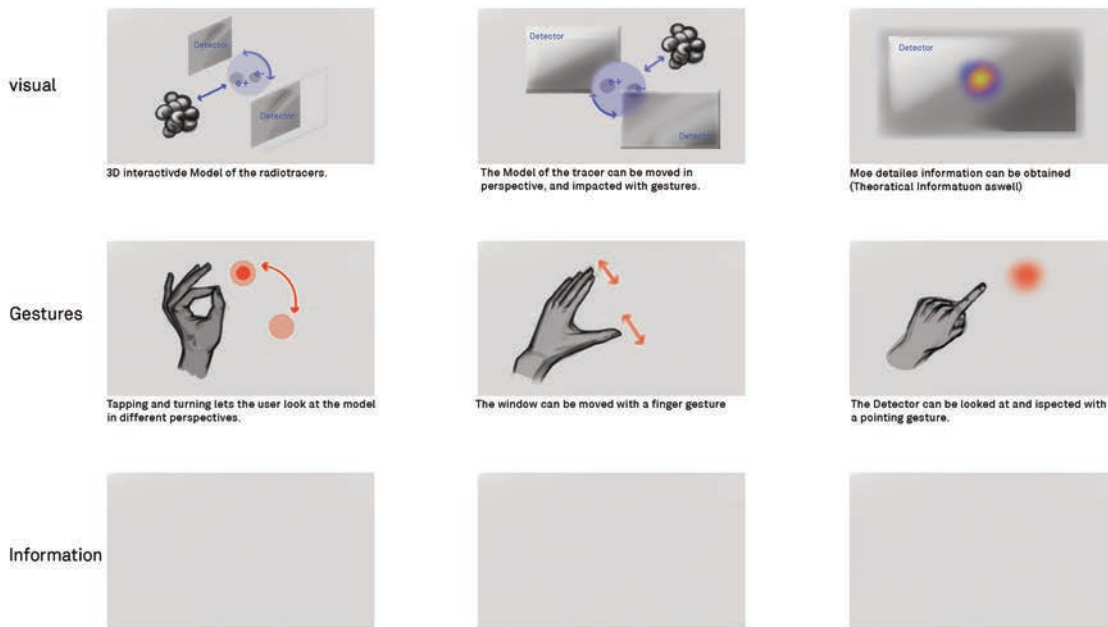 visual
Detector
e+ e-
Detector
3D interactivde Model of the radiotracers.
Detector
e+ e-
Detector
The Model of the tracer can be moved in
perspective, and impacted with gestures.
Detector
Moe detailes information can be obtained
(Theoratical Informatuon aswell)
Gestures
Tapping and turning lets the user look at the model
in different perspectives.
The window can be moved with a finger gesture
The Detector can be looked at and ispected with
a pointing gesture.
Information